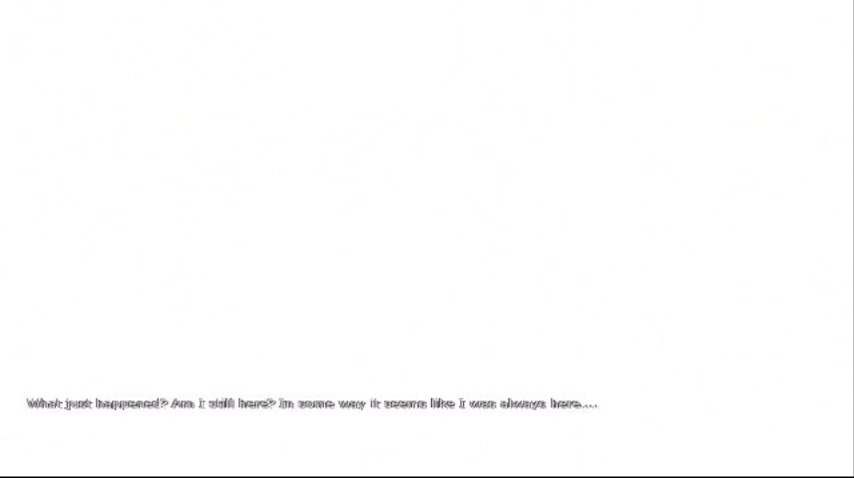 What just happened? Am I still here? In some way it seems like I was always here....